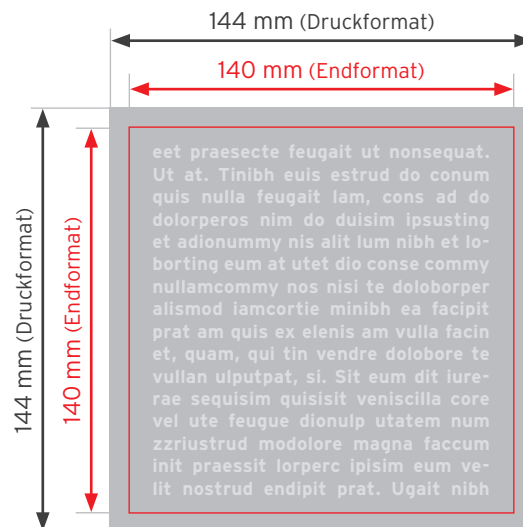 144 mm (Druckformat)
140 mm (Endformat)
144 mm (Druckformat)
140 mm (Endformat)
eet praesecte feugait ut nonsequat.
Ut at. Tinibh euis estrud do conum
quis nulla feugait lam, cons ad do
dolorperos nim do duisim ipsusting
et adionummy nis alit lum nibh et lo-
borting eum at utet dio conse commy
nullamcommy nos nisi te doloborper
alismod iamcortie minibh ea facipit
prat am quis ex elenis am vulla facin
et, quam, qui tin vendre dolobore te
vullan ulputpat, si. Sit eum dit iure-
rae sequisim quisisit veniscilla core
vel ute feugue dionulp utatem num
zzriustrud modolore magna faccum
init praessit lorperc ipisim eum ve-
lit nostrud endipit prat. Ugait nibh